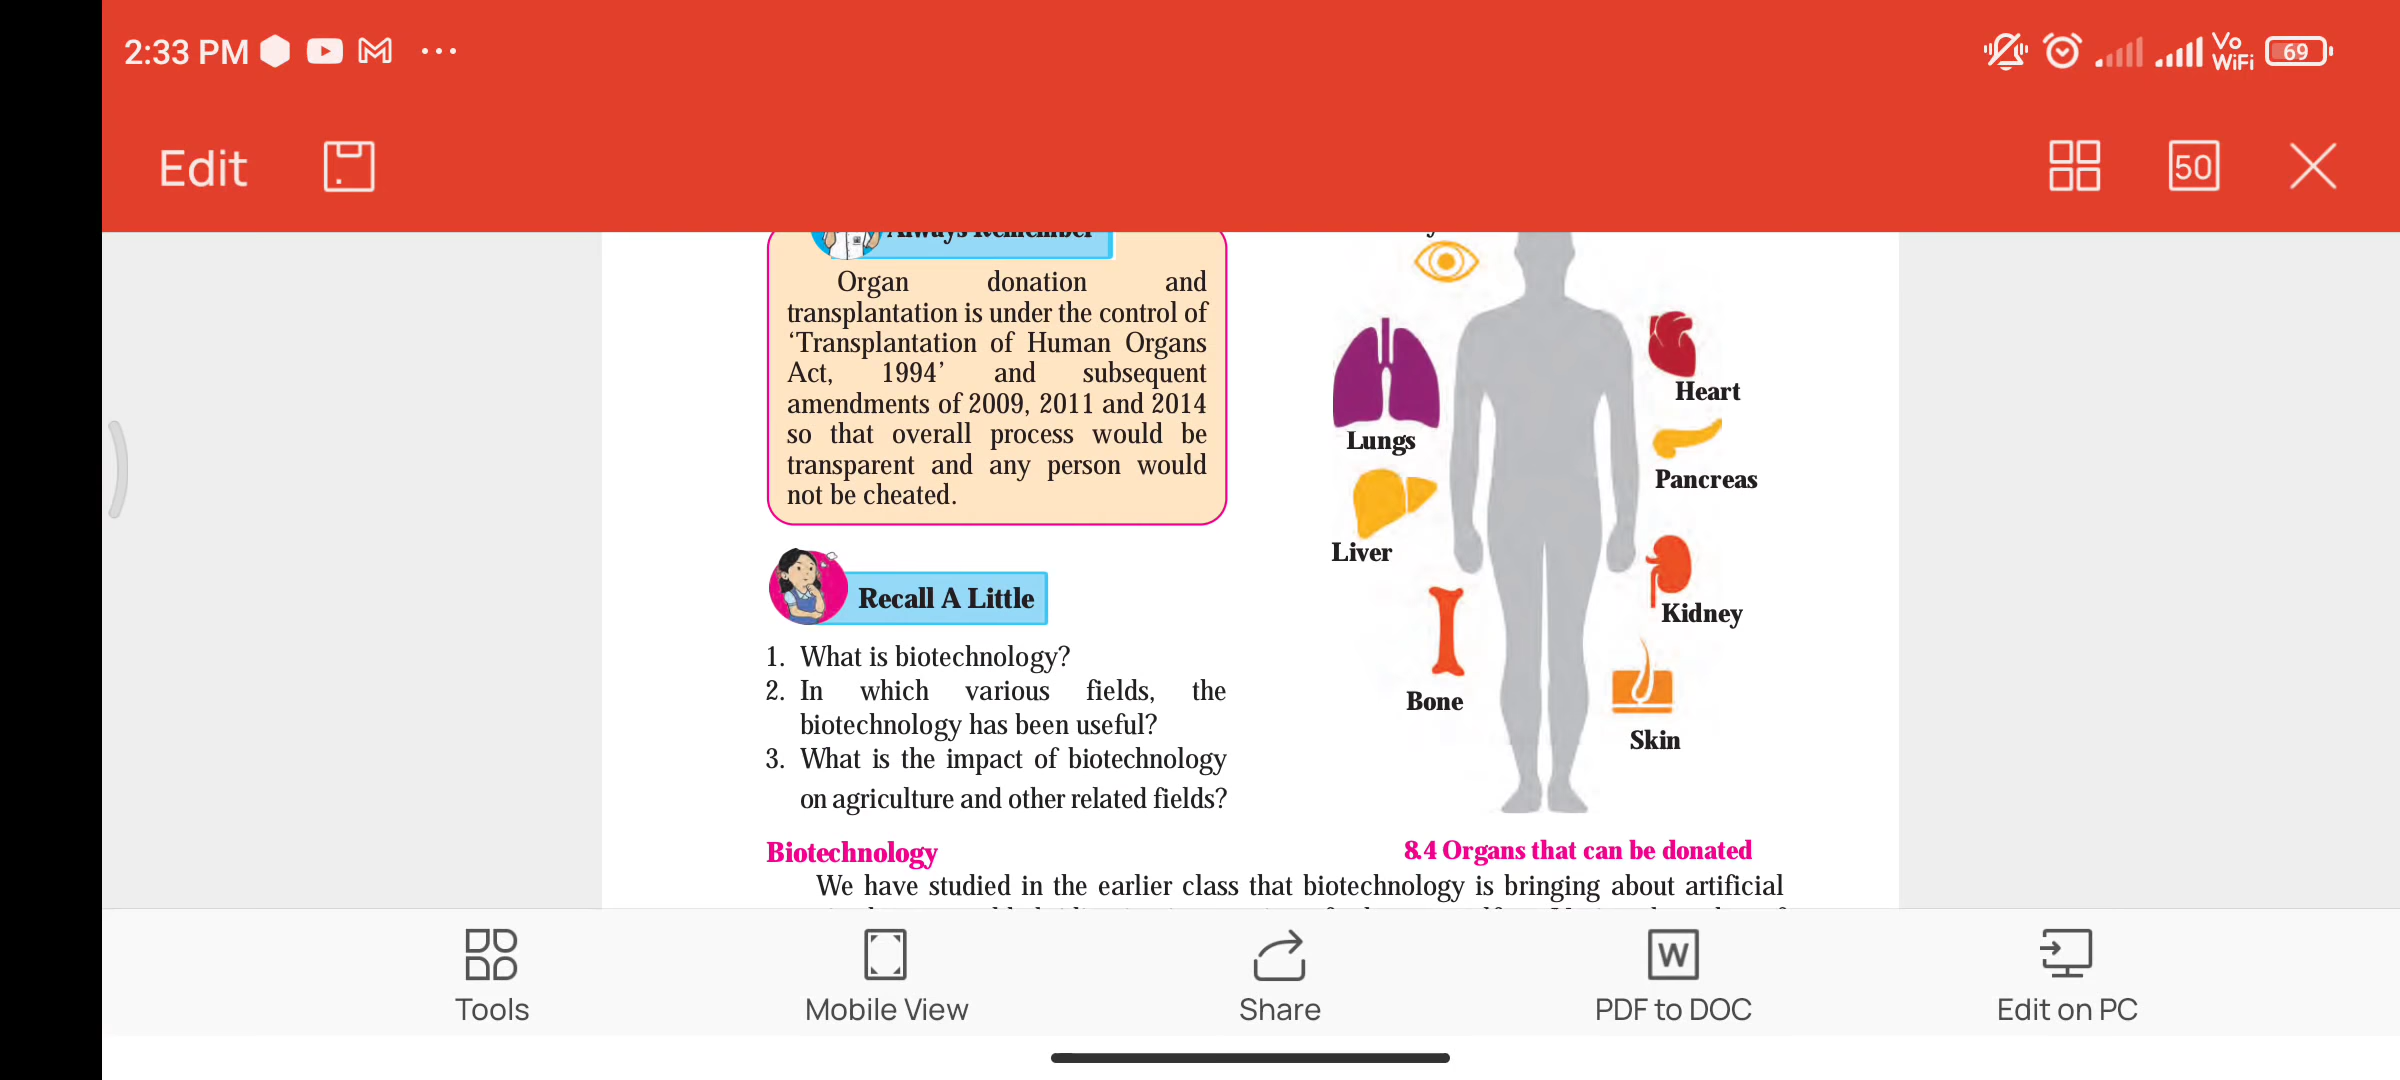 2:33 PM
Vo
WiFi
69
Edit
50
Always Remember
Organ donation and
transplantation is under the control of
‘Transplantation of Human Organs
Act, 1994’ and subsequent
amendments of 2009, 2011 and 2014
so that overall process would be
transparent and any person would
not be cheated.
Recall A Little
1. What is biotechnology?
2. In which various fields, the
biotechnology has been useful?
3. What is the impact of biotechnology
on agriculture and other related fields?
Heart
Lungs
Pancreas
Liver
Kidney
Bone
Skin
8.4 Organs that can be donated
Biotechnology
We have studied in the earlier class that biotechnology is bringing about artificial
Tools
Mobile View
Share
W
PDF to DOC
Edit on PC